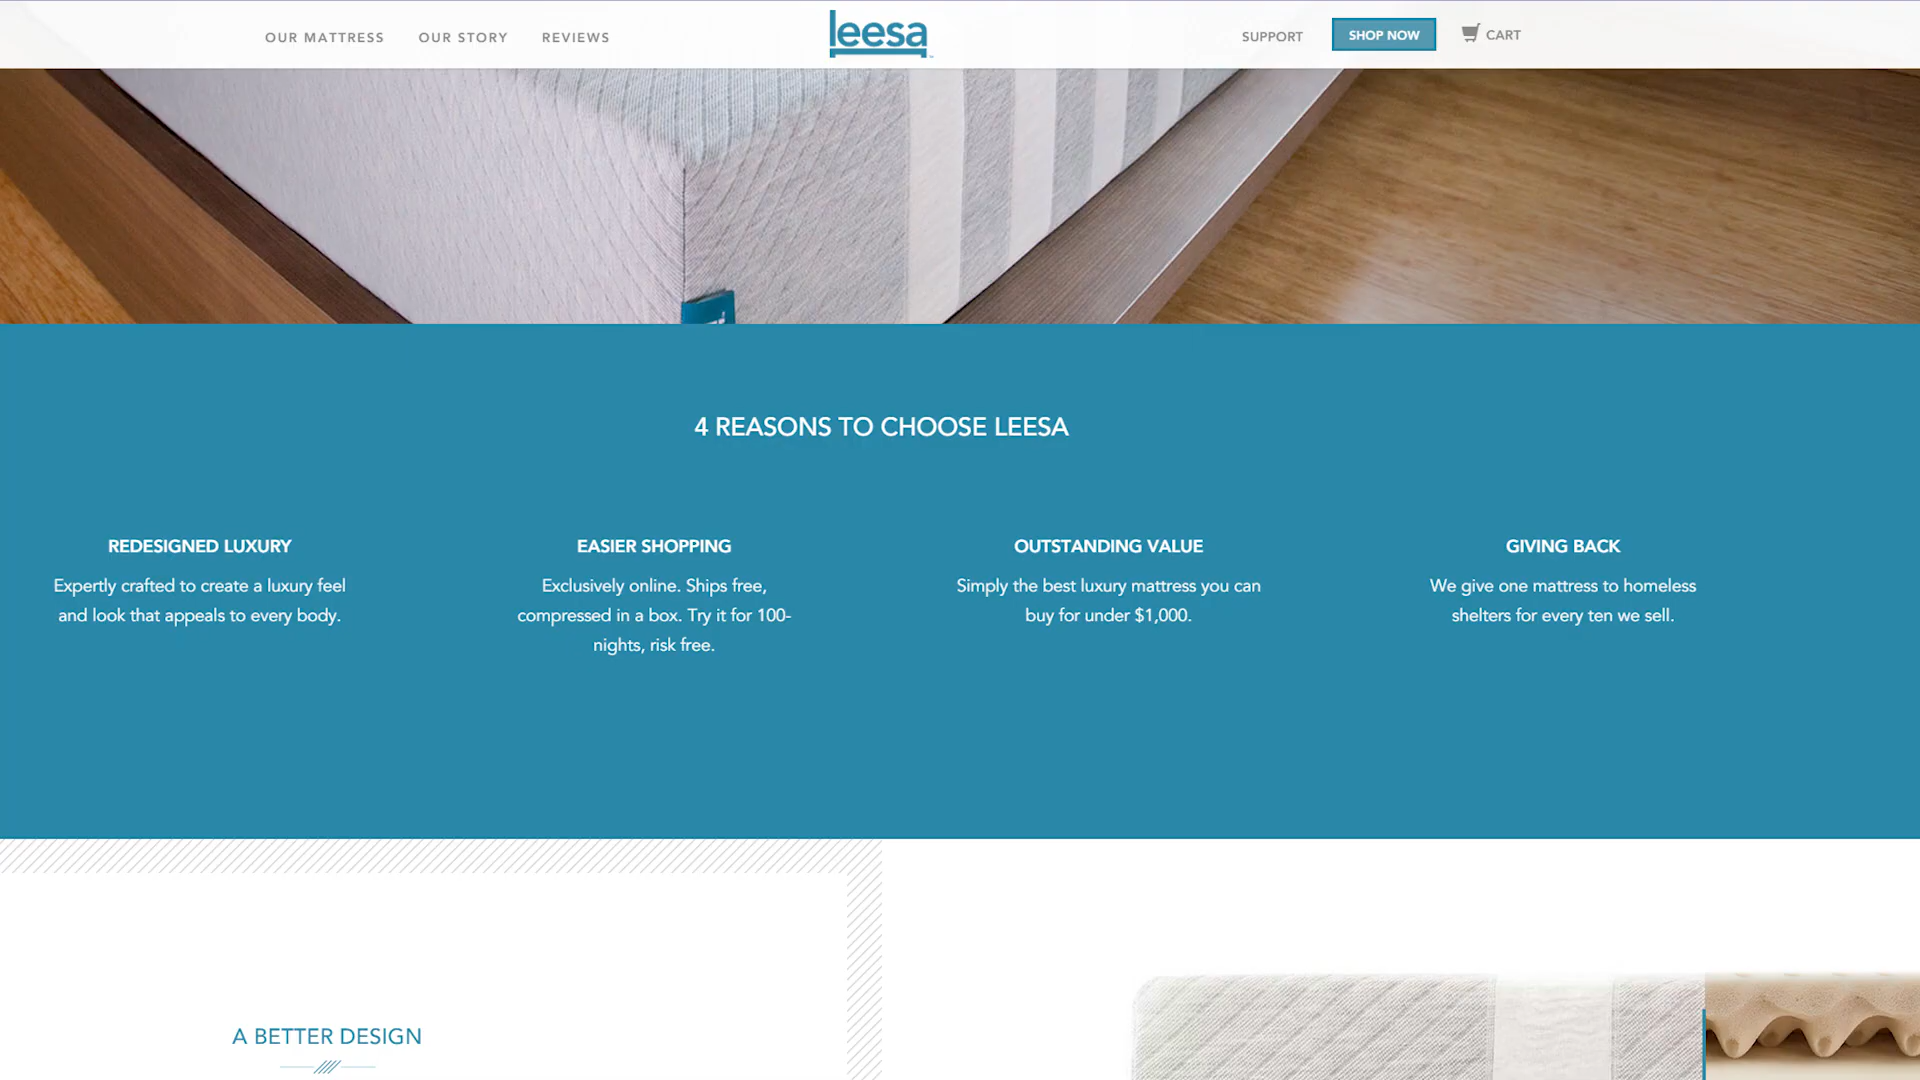 OUR MATTRESS OUR STORY REVIEWS leesa SUPPORT SHOP NOW CART
4 REASONS TO CHOOSE LEESA
REDESIGNED LUXURY
Expertly crafted to create a luxury feel
and look that appeals to every body.
EASIER SHOPPING
Exclusively online. Ships free,
compressed in a box. Try it for 100-
nights, risk free.
OUTSTANDING VALUE
Simply the best luxury mattress you can
buy for under $1,000.
GIVING BACK
We give one mattress to homeless
shelters for every ten we sell.
A BETTER DESIGN